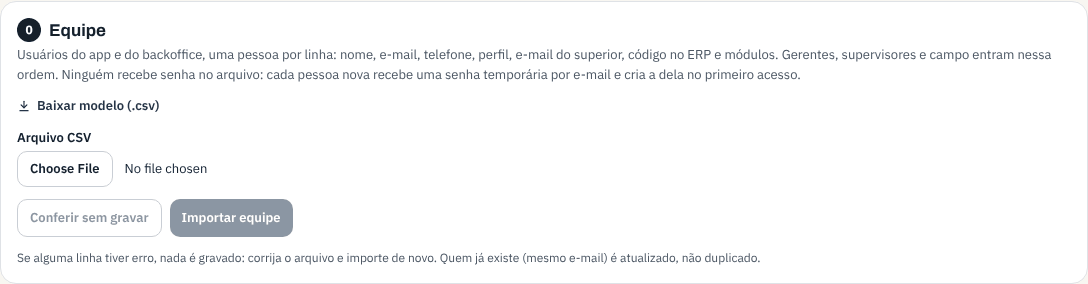 0 Equipe
Usuários do app e do backoffice, uma pessoa por linha: nome, e-mail, telefone, perfil, e-mail do superior, código no ERP e módulos. Gerentes, supervisores e campo entram nessa
ordem. Ninguém recebe senha no arquivo: cada pessoa nova recebe uma senha temporária por e-mail e cria a dela no primeiro acesso.
Baixar modelo (.csv)
Arquivo CSV
Choose File No file chosen
Conferir sem gravar Importar equipe
Se alguma linha tiver erro, nada é gravado: corrija o arquivo e importe de novo. Quem já existe (mesmo e-mail) é atualizado, não duplicado.